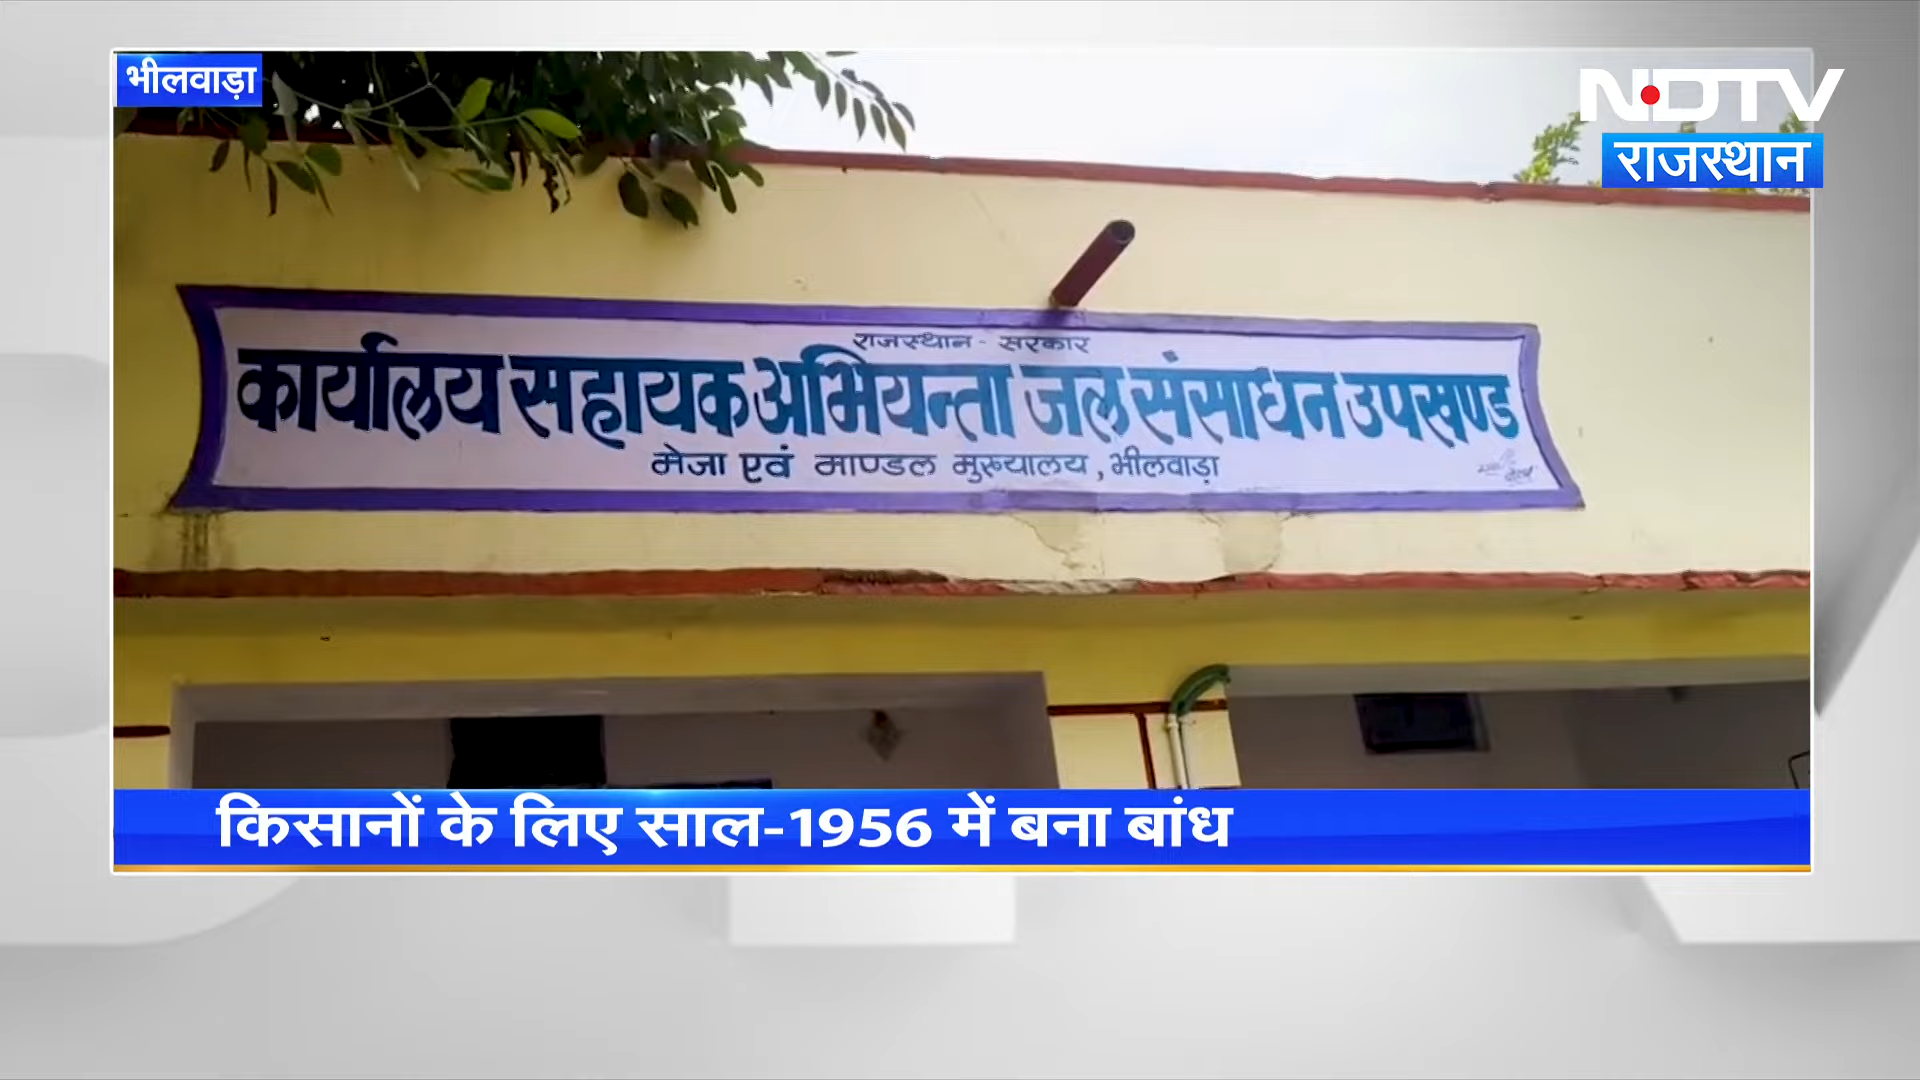 भीलवाड़ा
NDTV
राजस्थान
राजस्थान - सरकार
कार्यालय सहायक अभियन्ता जल संसाधन उपखण्ड
मेजा एवं माण्डल मुख्यालय, भीलवाड़ा
किसानों के लिए साल-1956 में बना बांध